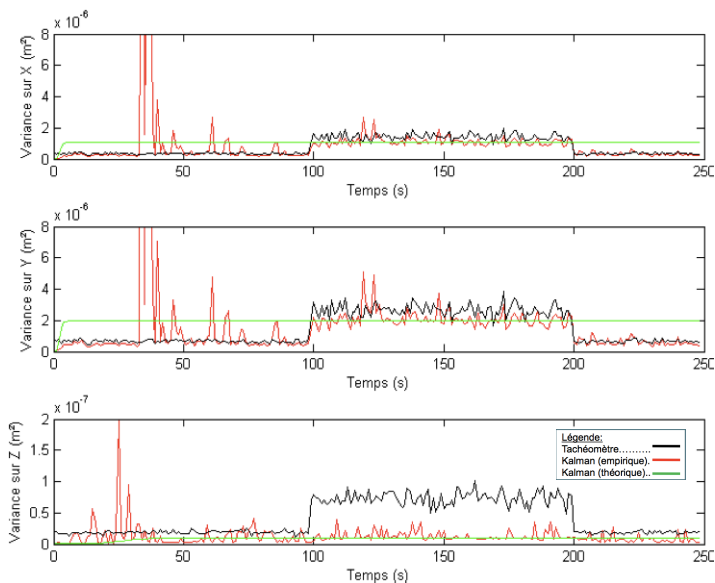 x 10⁻⁶
8
6
4
2
0
Variance sur X (m²)
0 50 100 150 200 250
Temps (s)
x 10⁻⁶
8
6
4
2
0
Variance sur Y (m²)
0 50 100 150 200 250
Temps (s)
x 10⁻⁷
2
1.5
1
0.5
0
Variance sur Z (m²)
Légende:
Tachéomètre..........
Kalman (empirique).
Kalman (théorique)..
0 50 100 150 200 250
Temps (s)